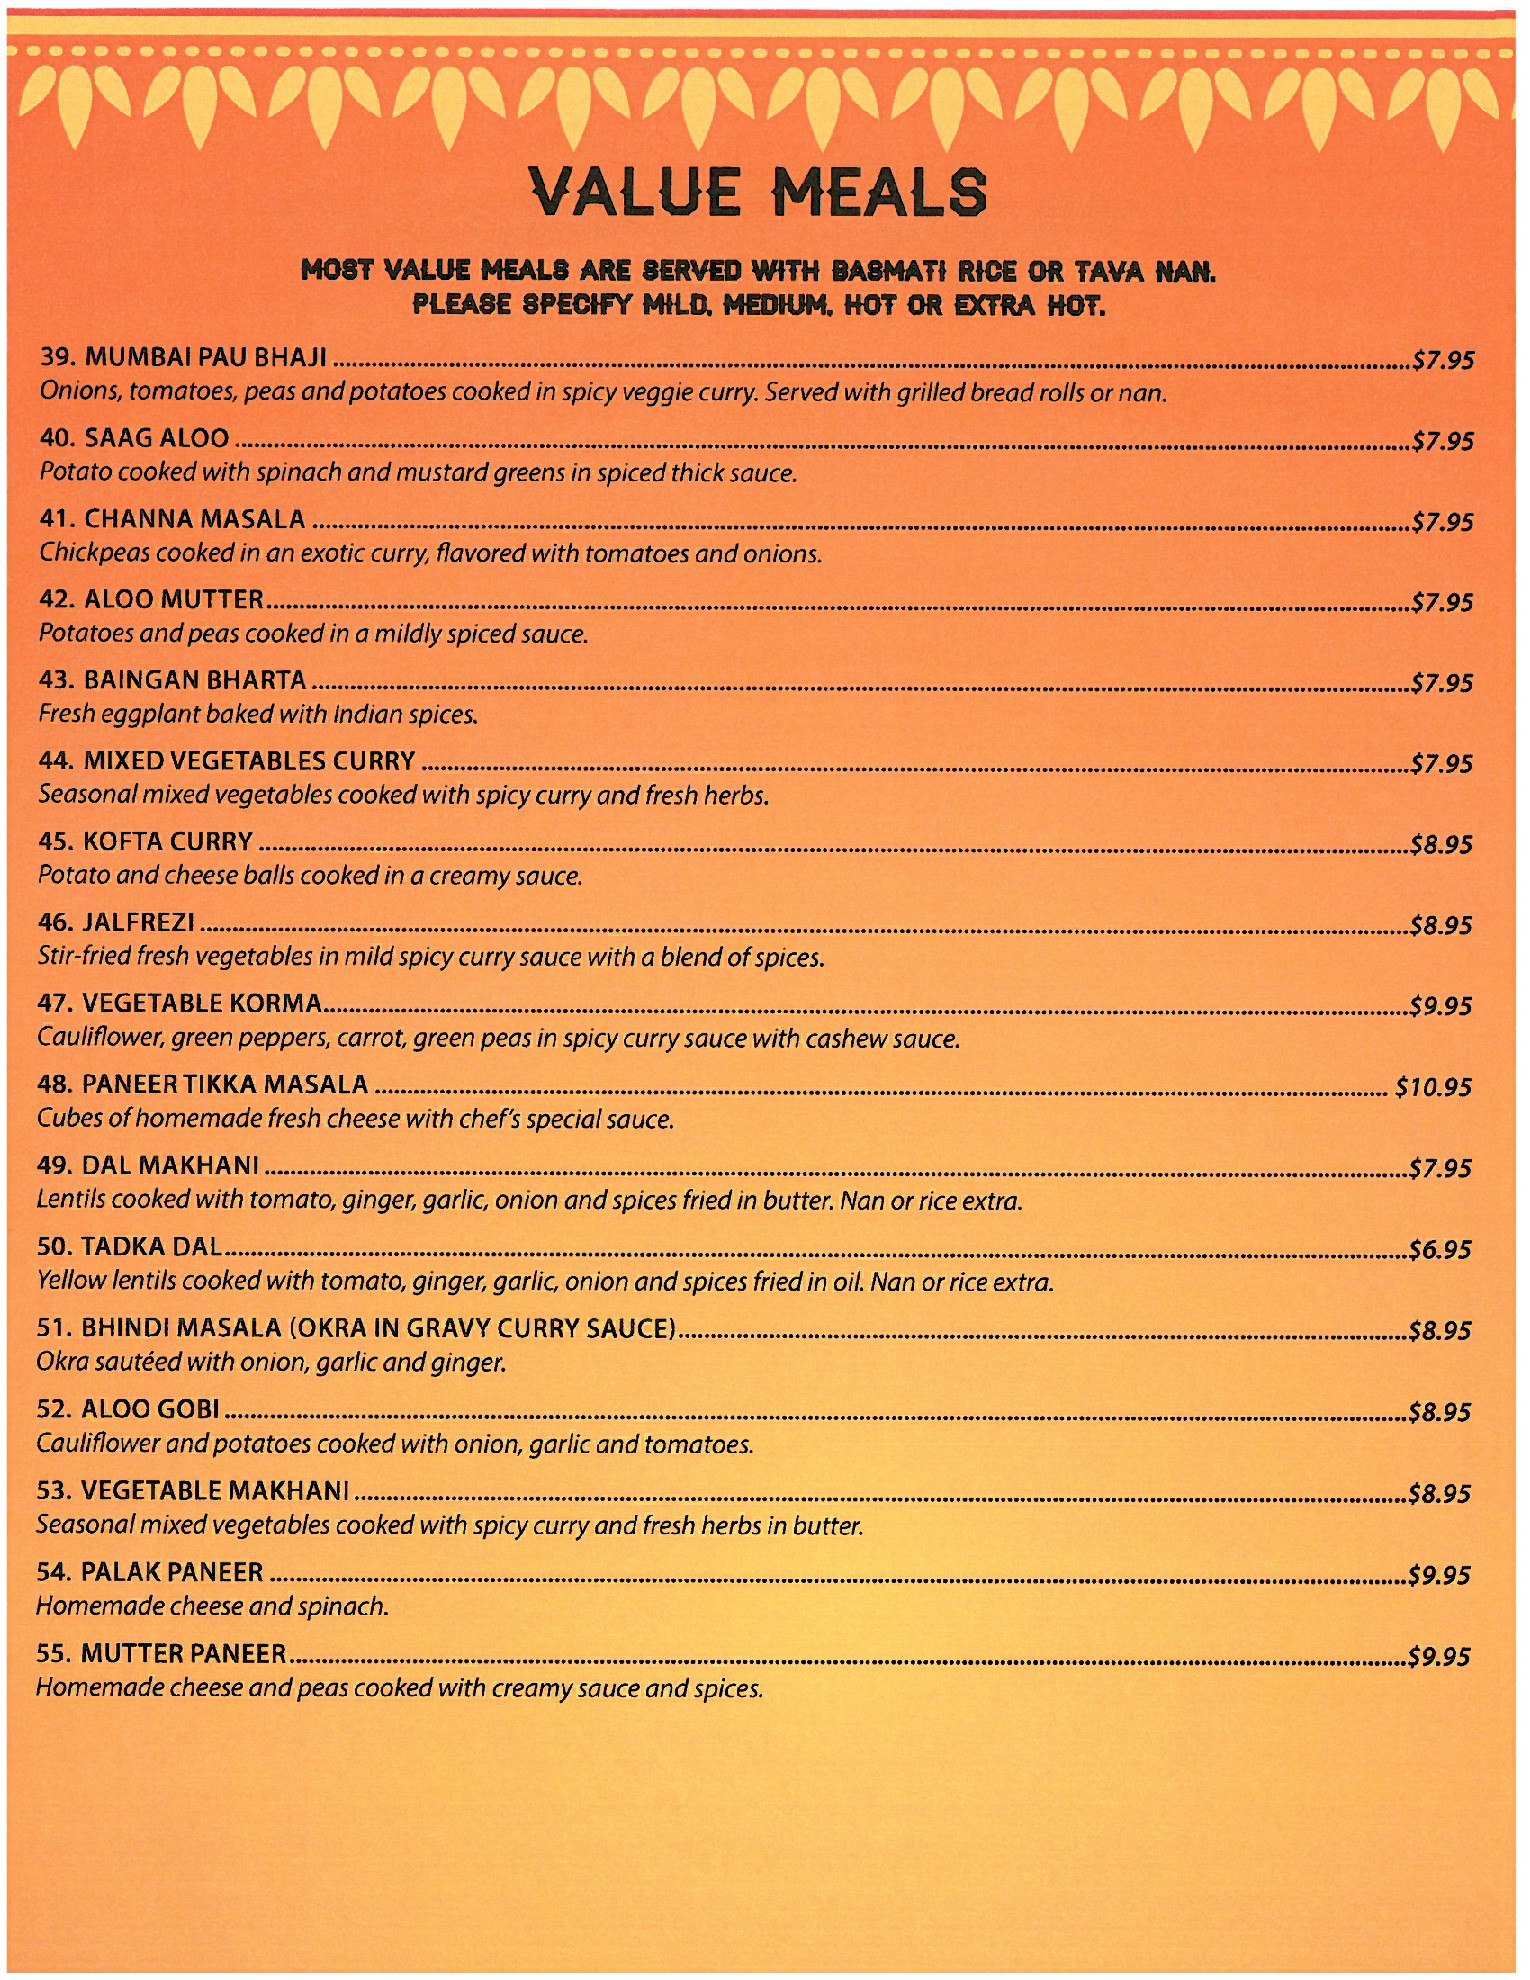 VALUE MEALS
MOST VALUE MEALS ARE SERVED WITH BASMATI RICE OR TAVA NAN.
PLEASE SPECIFY MILD, MEDIUM, HOT OR EXTRA HOT.
39. MUMBAI PAU BHAJI ........ $7.95
Onions, tomatoes, peas and potatoes cooked in spicy veggie curry. Served with grilled bread rolls or nan.
40. SAAG ALOO ........ $7.95
Potato cooked with spinach and mustard greens in spiced thick sauce.
41. CHANNA MASALA ........ $7.95
Chickpeas cooked in an exotic curry, flavored with tomatoes and onions.
42. ALOO MUTTER ........ $7.95
Potatoes and peas cooked in a mildly spiced sauce.
43. BAINGAN BHARTA ........ $7.95
Fresh eggplant baked with Indian spices.
44. MIXED VEGETABLES CURRY ........ $7.95
Seasonal mixed vegetables cooked with spicy curry and fresh herbs.
45. KOFTA CURRY ........ $8.95
Potato and cheese balls cooked in a creamy sauce.
46. JALFREZI ........ $8.95
Stir-fried fresh vegetables in mild spicy curry sauce with a blend of spices.
47. VEGETABLE KORMA ........ $9.95
Cauliflower, green peppers, carrot, green peas in spicy curry sauce with cashew sauce.
48. PANEER TIKKA MASALA ........ $10.95
Cubes of homemade fresh cheese with chef's special sauce.
49. DAL MAKHANI ........ $7.95
Lentils cooked with tomato, ginger, garlic, onion and spices fried in butter. Nan or rice extra.
50. TADKA DAL ........ $6.95
Yellow lentils cooked with tomato, ginger, garlic, onion and spices fried in oil. Nan or rice extra.
51. BHINDI MASALA (OKRA IN GRAVY CURRY SAUCE) ........ $8.95
Okra sautéed with onion, garlic and ginger.
52. ALOO GOBI ........ $8.95
Cauliflower and potatoes cooked with onion, garlic and tomatoes.
53. VEGETABLE MAKHANI ........ $8.95
Seasonal mixed vegetables cooked with spicy curry and fresh herbs in butter.
54. PALAK PANEER ........ $9.95
Homemade cheese and spinach.
55. MUTTER PANEER ........ $9.95
Homemade cheese and peas cooked with creamy sauce and spices.